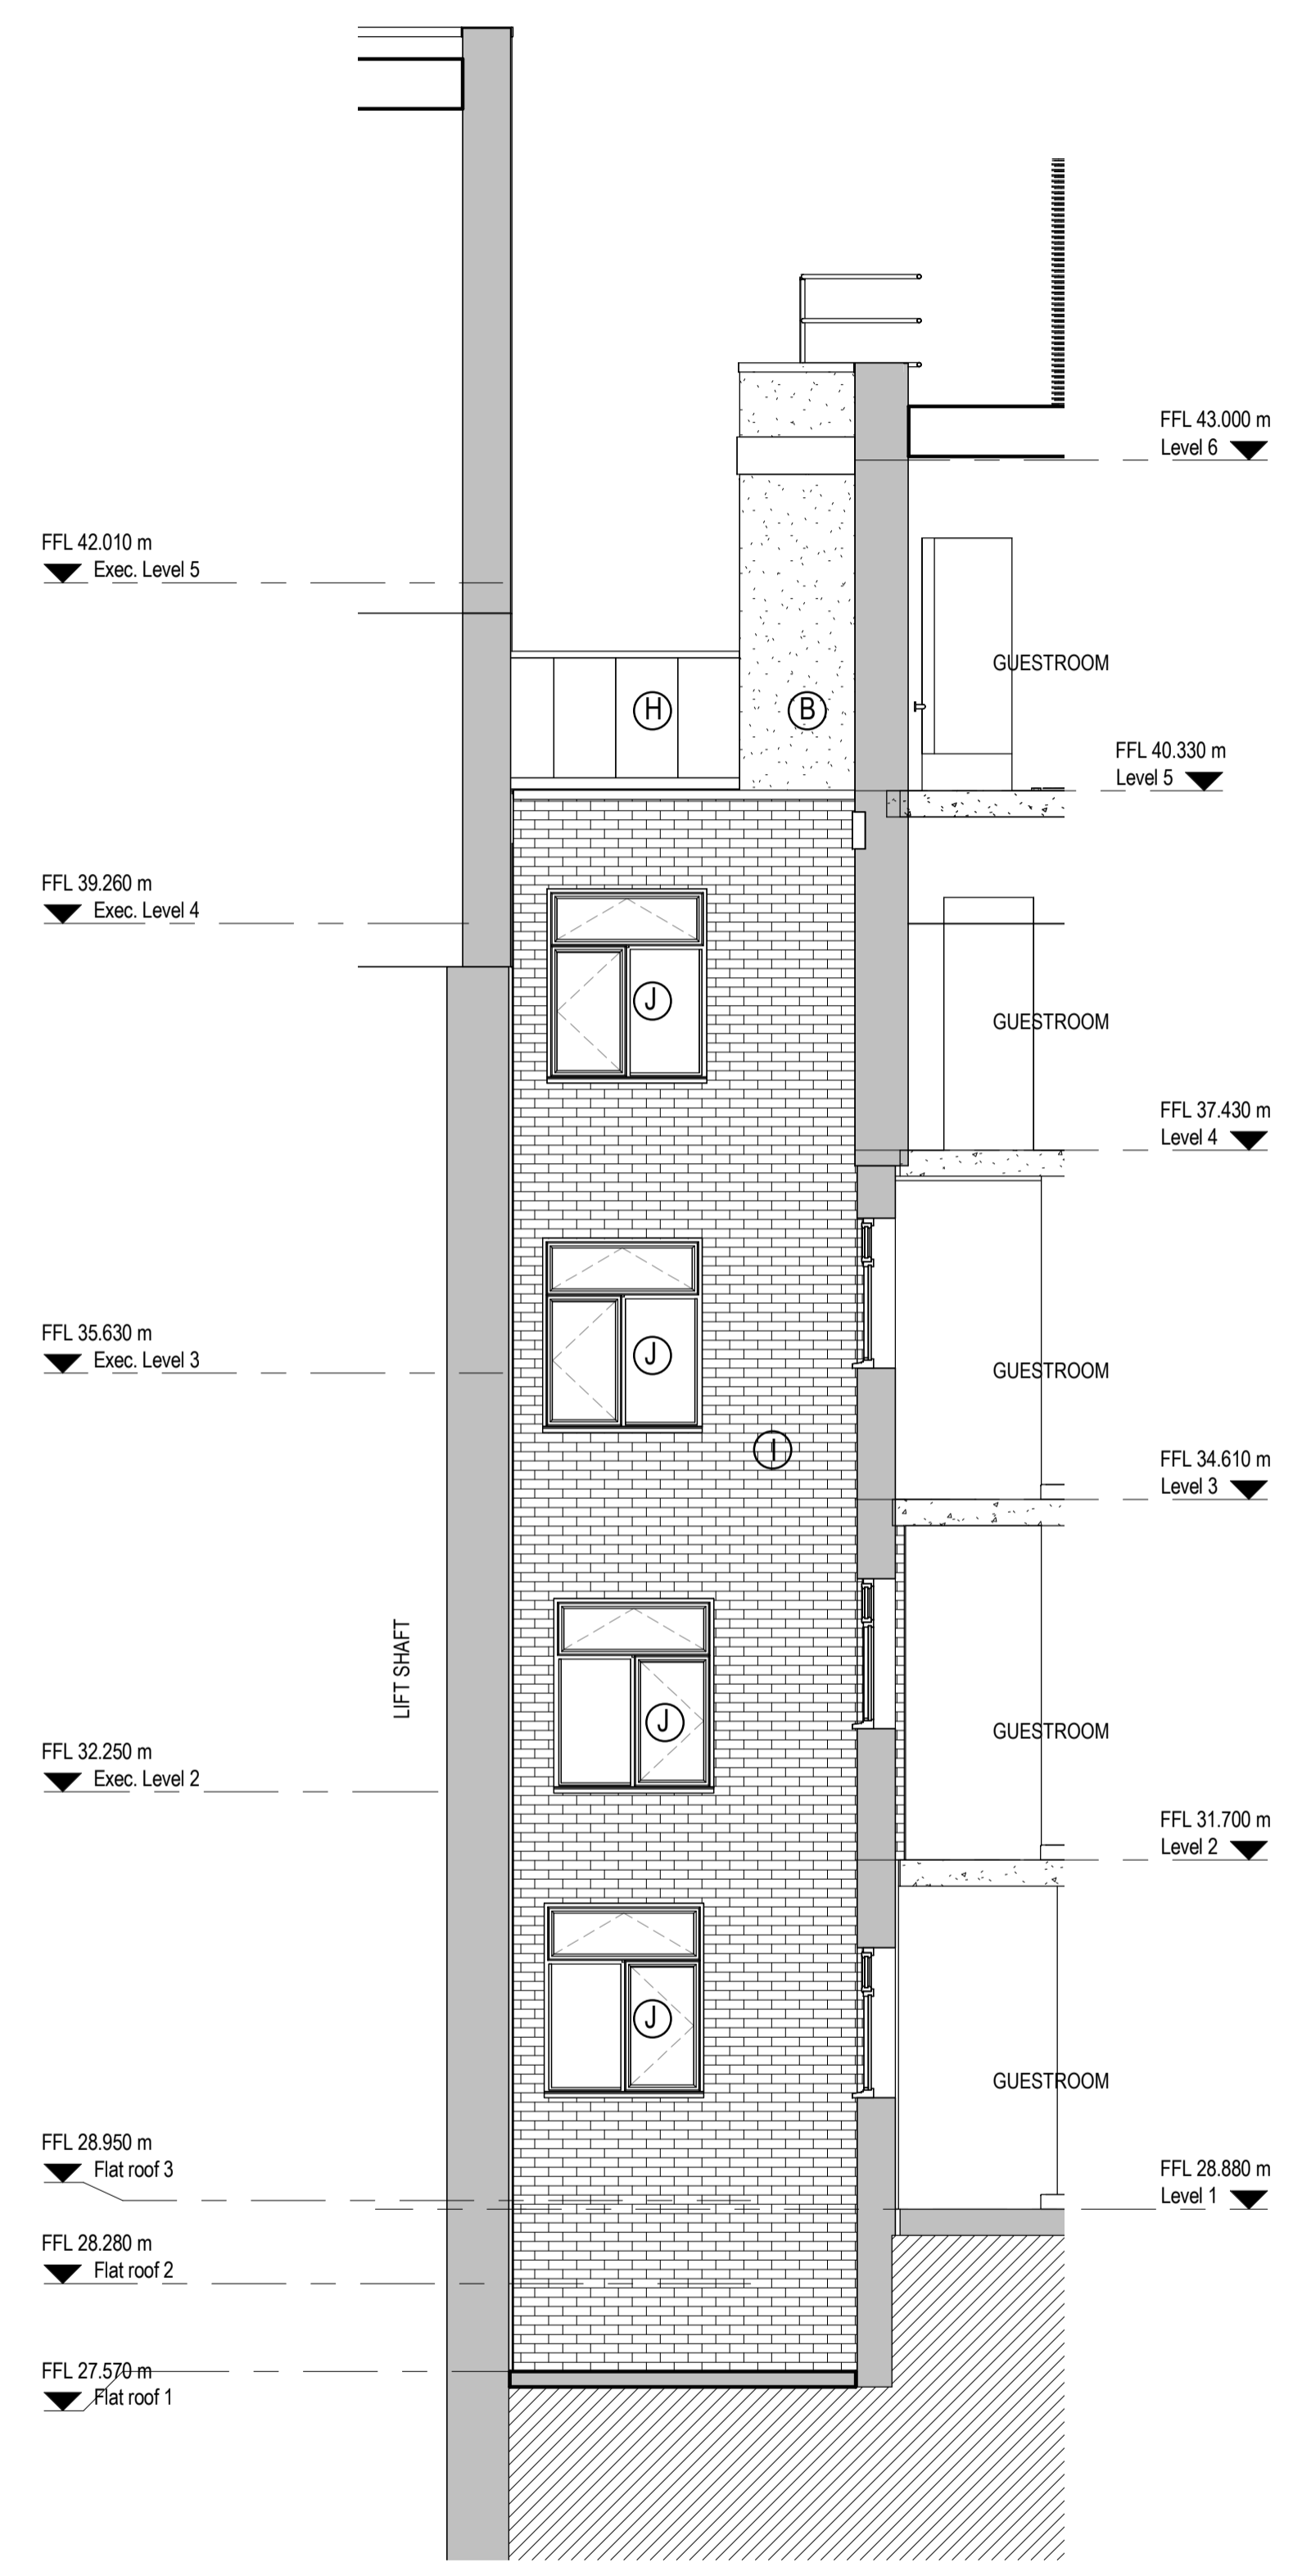 FFL 43.000 m
Level 6
FFL 42.010 m
Exec. Level 5
GUESTROOM
H
B
FFL 40.330 m
Level 5
FFL 39.260 m
Exec. Level 4
J
GUESTROOM
FFL 37.430 m
Level 4
FFL 35.630 m
Exec. Level 3
J
GUESTROOM
I
FFL 34.610 m
Level 3
LIFT SHAFT
J
GUESTROOM
FFL 32.250 m
Exec. Level 2
FFL 31.700 m
Level 2
J
GUESTROOM
FFL 28.950 m
Flat roof 3
FFL 28.880 m
Level 1
FFL 28.280 m
Flat roof 2
FFL 27.570 m
Flat roof 1